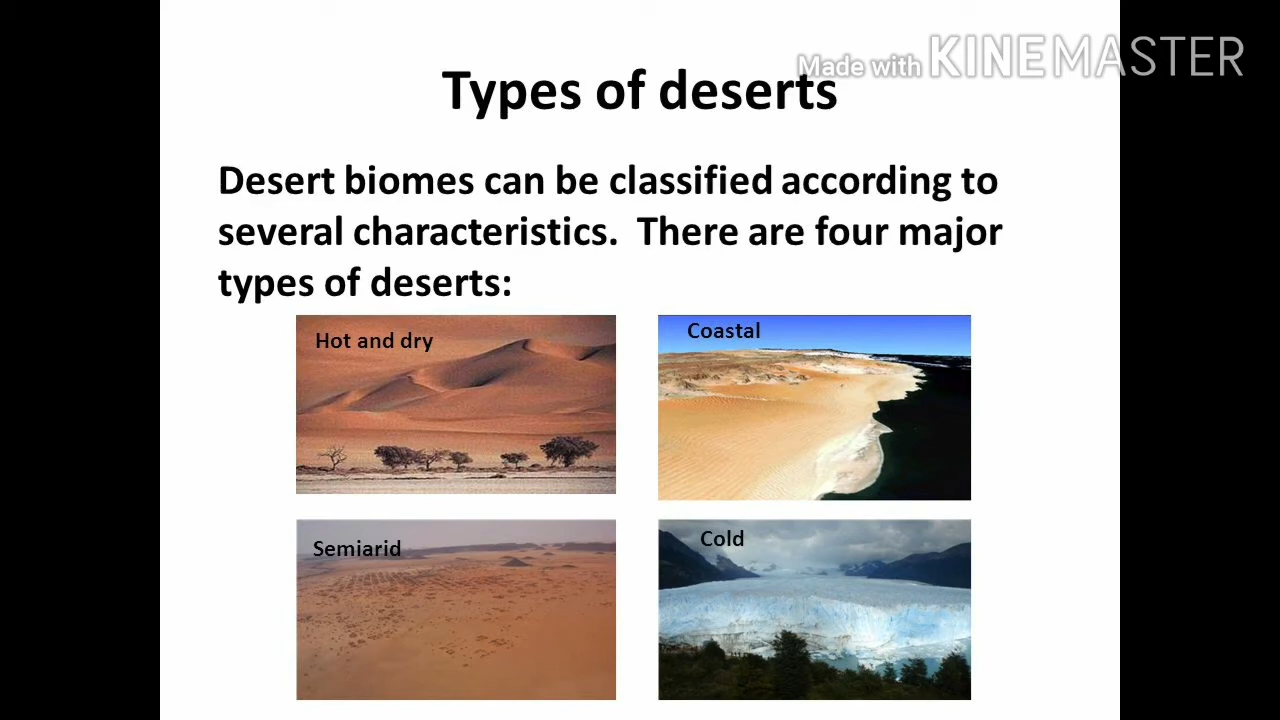 Made with KINEMASTER
Types of deserts
Desert biomes can be classified according to
several characteristics.  There are four major
types of deserts:
Hot and dry
Coastal
Semiarid
Cold